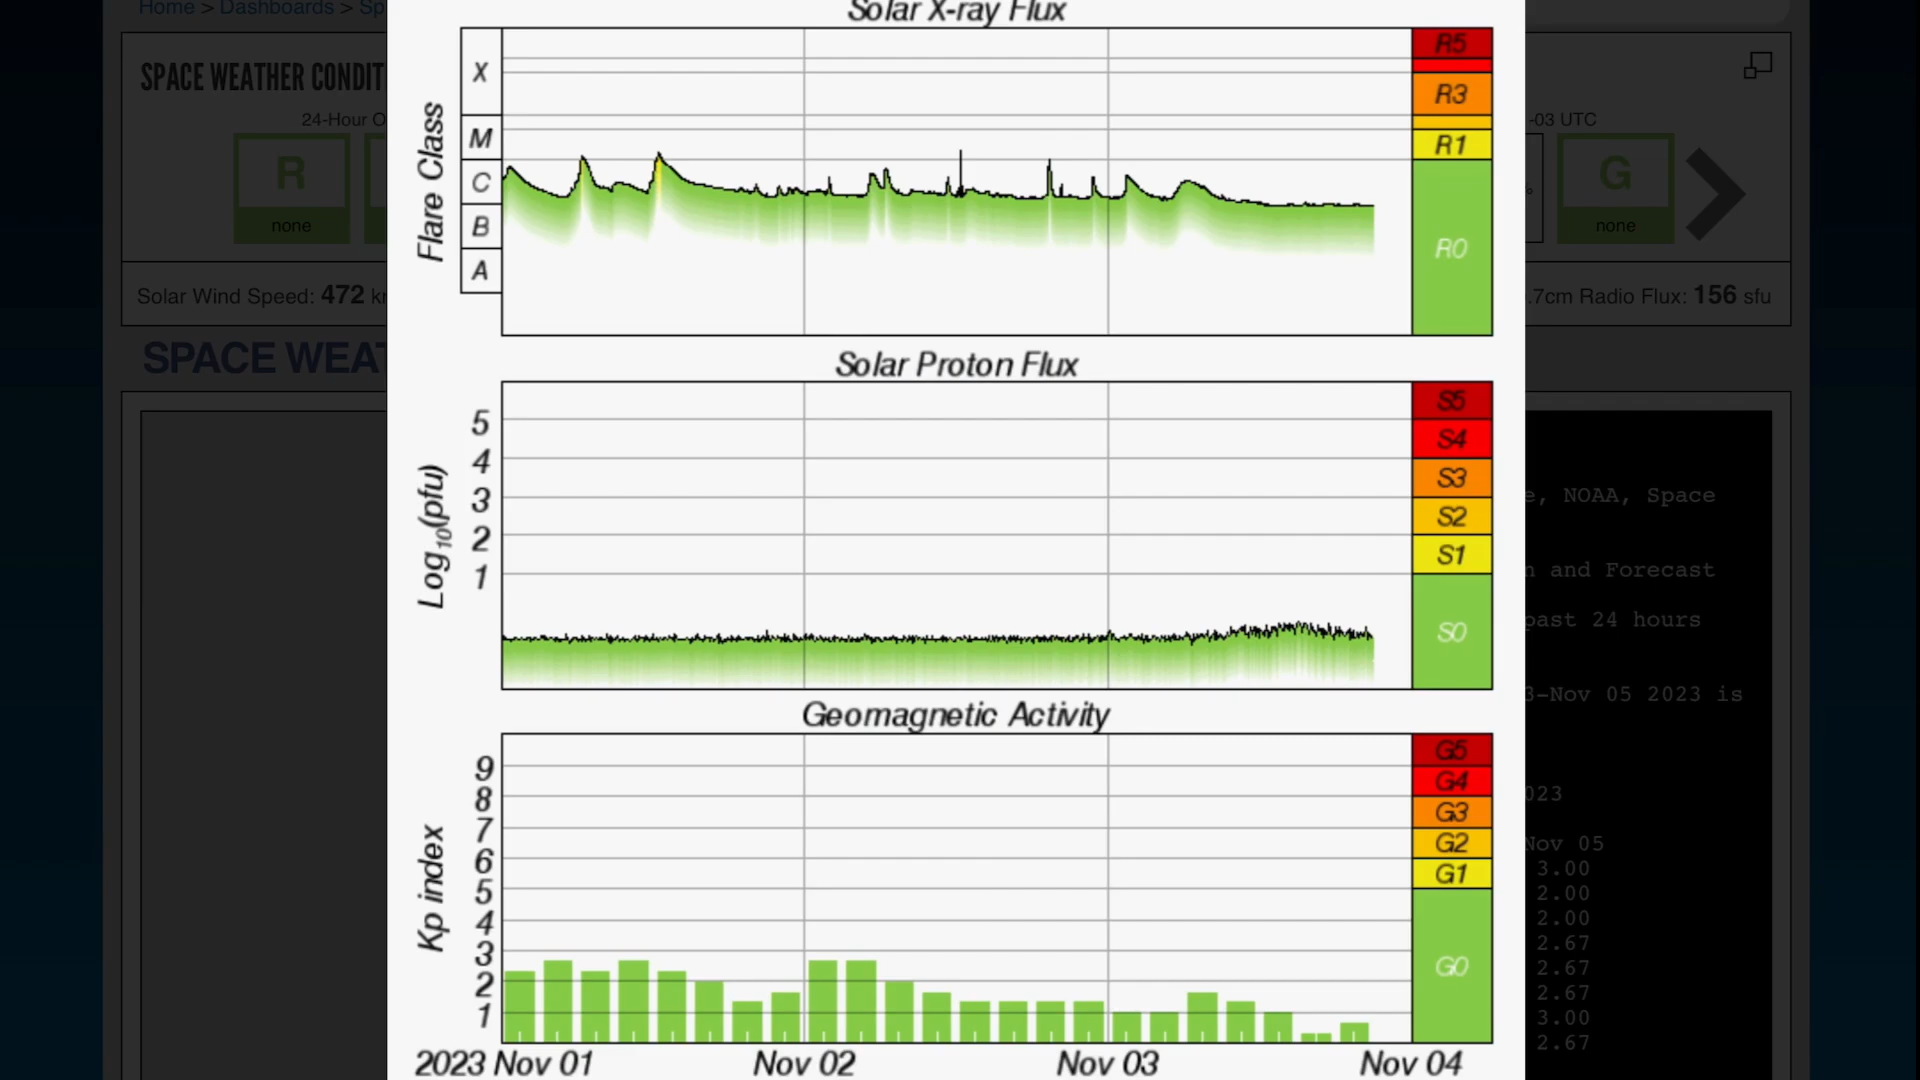 Home > Dashboards > Sp
Solar X-ray Flux
SPACE WEATHER CONDIT
24-Hour O
-03 UTC
R
none
G
none
%
Solar Wind Speed: 472 k
.7cm Radio Flux: 156 sfu
SPACE WEAT
Flare Class
X
M
C
B
A
R5
R3
R1
R0
Solar Proton Flux
Log10(pfu)
5
4
3
2
1
S5
S4
S3
S2
S1
S0
Geomagnetic Activity
Kp index
9
8
7
6
5
4
3
2
1
G5
G4
G3
G2
G1
G0
2023 Nov 01
Nov 02
Nov 03
Nov 04
e, NOAA, Space
n and Forecast
past 24 hours
3-Nov 05 2023 is
023
Nov 05
3.00
2.00
2.00
2.67
2.67
2.67
3.00
2.67